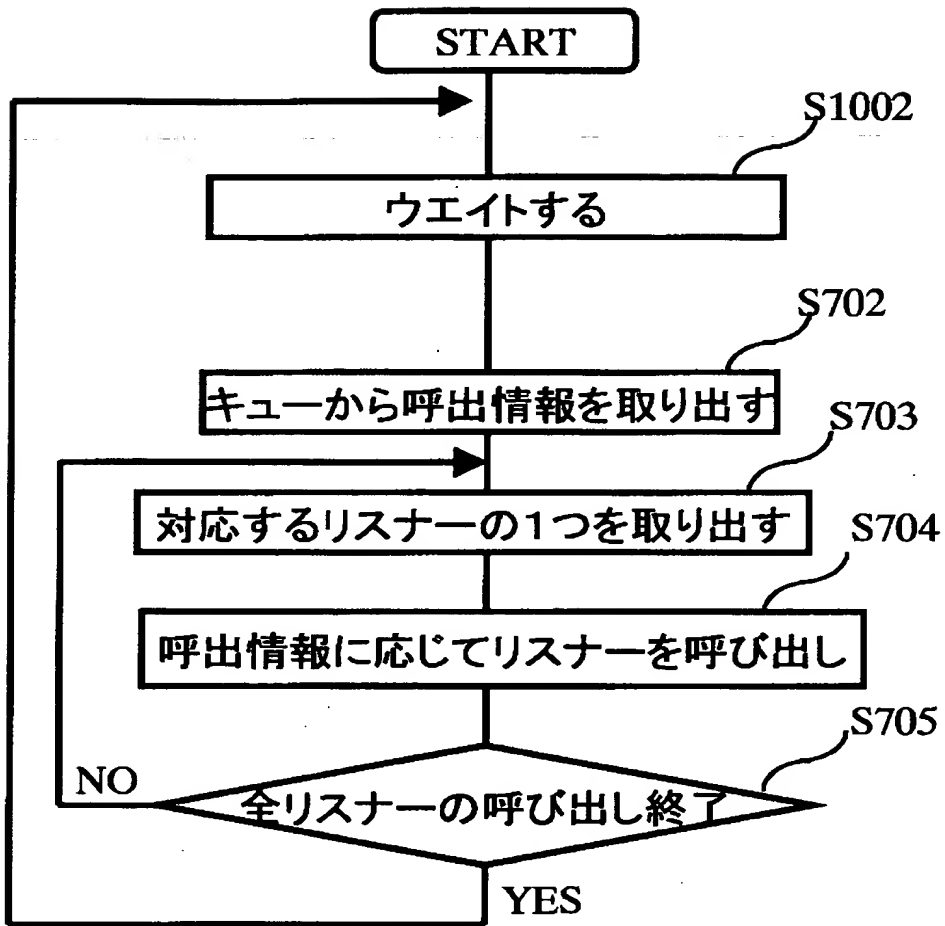 START
S1002
ウエイトする
S702
キューから呼出情報を取り出す
S703
対応するリスナーの1つを取り出す
S704
呼出情報に応じてリスナーを呼び出し
S705
NO
全リスナーの呼び出し終了
YES